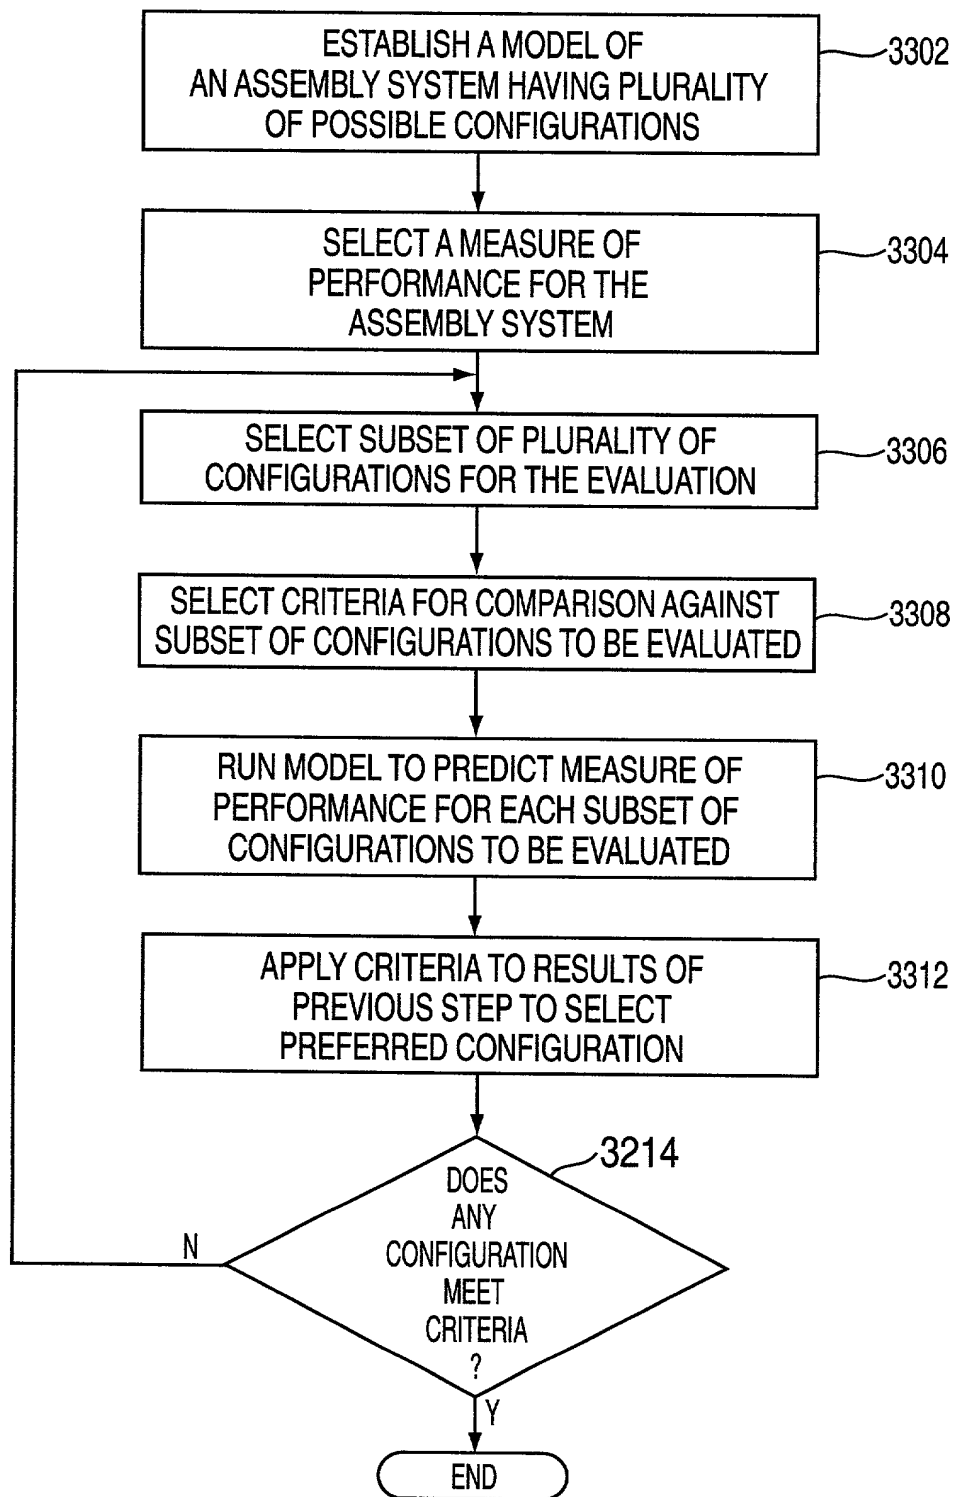 ESTABLISH A MODEL OF
AN ASSEMBLY SYSTEM HAVING PLURALITY
OF POSSIBLE CONFIGURATIONS
3302
SELECT A MEASURE OF
PERFORMANCE FOR THE
ASSEMBLY SYSTEM
3304
SELECT SUBSET OF PLURALITY OF
CONFIGURATIONS FOR THE EVALUATION
3306
SELECT CRITERIA FOR COMPARISON AGAINST
SUBSET OF CONFIGURATIONS TO BE EVALUATED
3308
RUN MODEL TO PREDICT MEASURE OF
PERFORMANCE FOR EACH SUBSET OF
CONFIGURATIONS TO BE EVALUATED
3310
APPLY CRITERIA TO RESULTS OF
PREVIOUS STEP TO SELECT
PREFERRED CONFIGURATION
3312
3214
DOES
ANY
CONFIGURATION
MEET
CRITERIA
?
N
Y
END